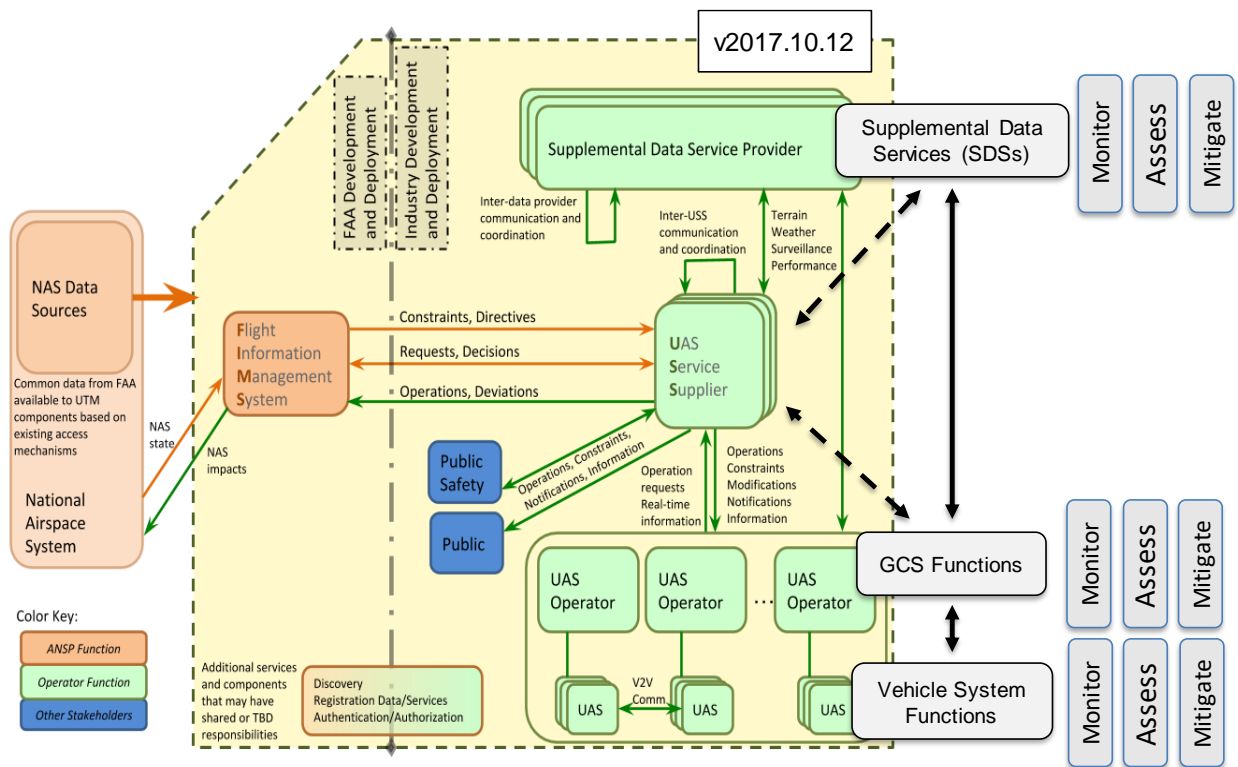 v2017.10.12
FAA Development
and Deployment
Industry Development
and Deployment
Supplemental Data Service Provider
Supplemental Data
Services (SDSs)
Monitor
Assess
Mitigate
Inter-data provider
communication and
coordination
Inter-USS
communication
and coordination
Terrain
Weather
Surveillance
Performance
NAS Data
Sources
Common data from FAA
available to UTM
components based on
existing access
mechanisms
National
Airspace
System
NAS
state
NAS
impacts
Flight
Information
Management
System
Constraints, Directives
Requests, Decisions
Operations, Deviations
UAS
Service
Supplier
Public
Safety
Public
Operations, Constraints,
Notifications, Information
Operation
requests
Real-time
information
Operations
Constraints
Modifications
Notifications
Information
UAS
Operator
UAS
Operator
...
UAS
Operator
GCS Functions
Monitor
Assess
Mitigate
UAS
V2V
Comm.
UAS
UAS
Vehicle System
Functions
Monitor
Assess
Mitigate
Color Key:
ANSP Function
Operator Function
Other Stakeholders
Additional services
and components
that may have
shared or TBD
responsibilities
Discovery
Registration Data/Services
Authentication/Authorization